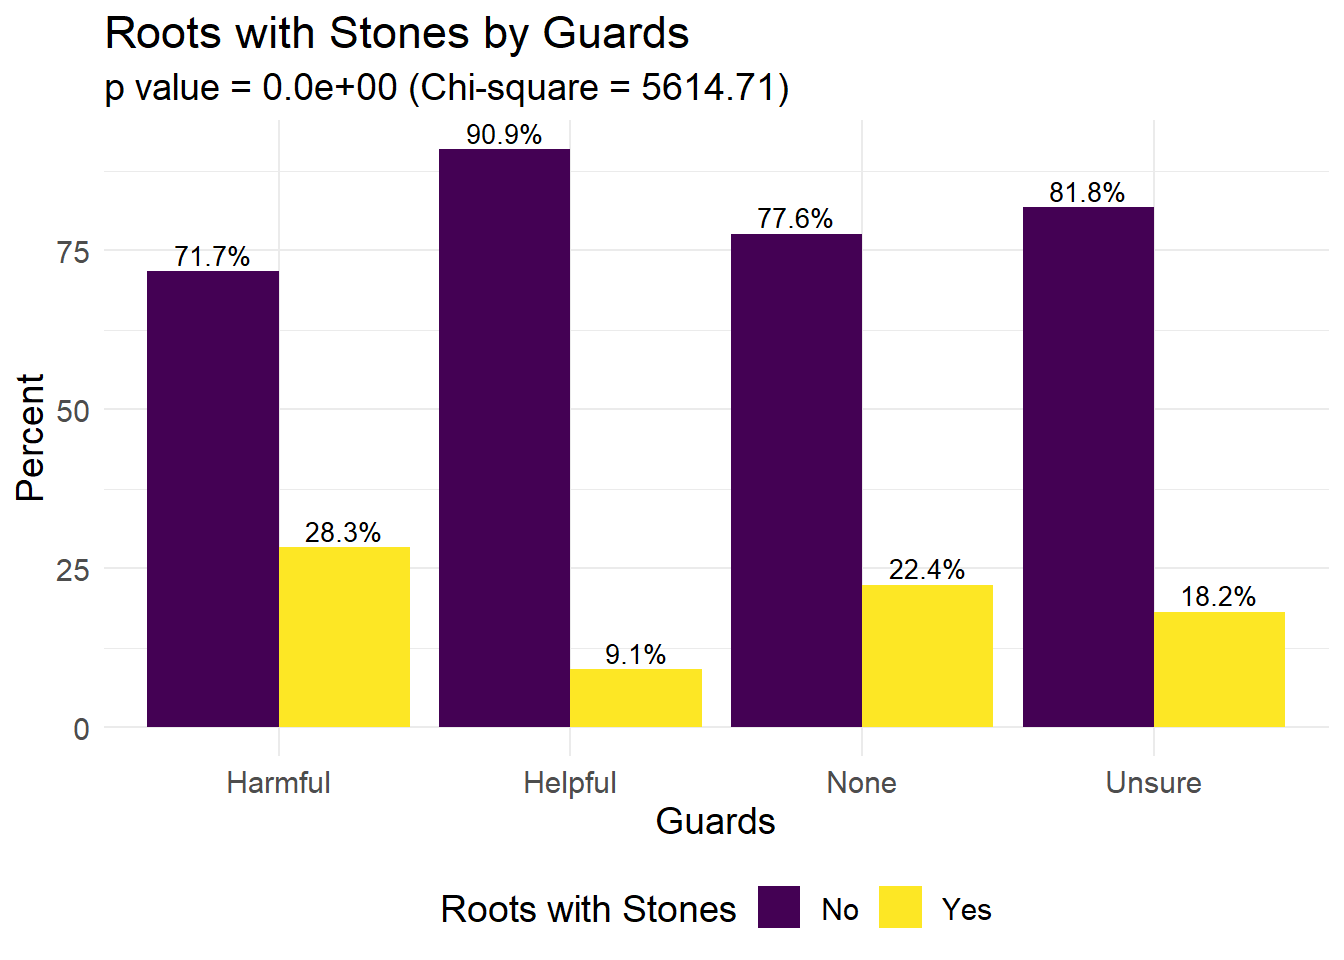 Roots with Stones by Guards
p value = 0.0e+00 (Chi-square = 5614.71)
90.9%
81.8%
77.6%
71.7%
28.3%
22.4%
18.2%
9.1%
75
50
25
0
Percent
Harmful Helpful None Unsure
Guards
Roots with Stones No Yes